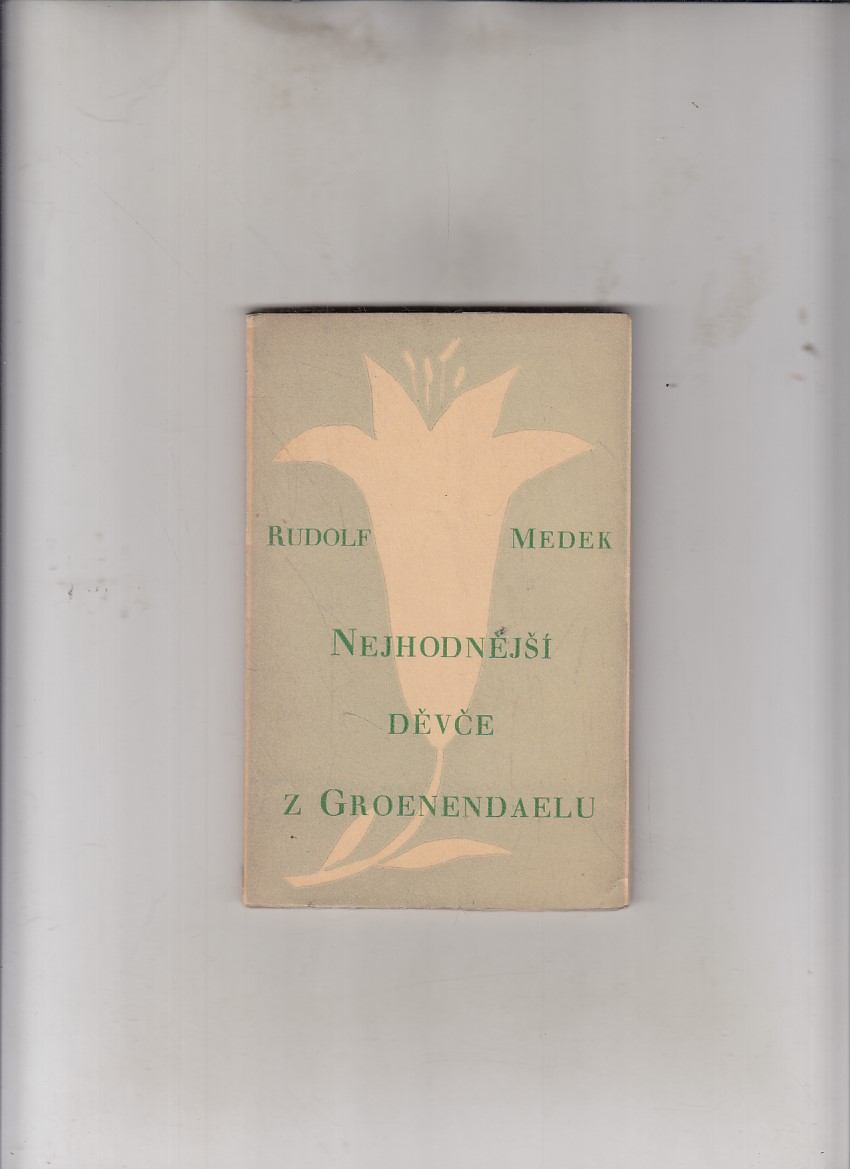 RUDOLF MEDEK
NEJHODNĚJŠÍ
DĚVČE
Z GROENENDAELU